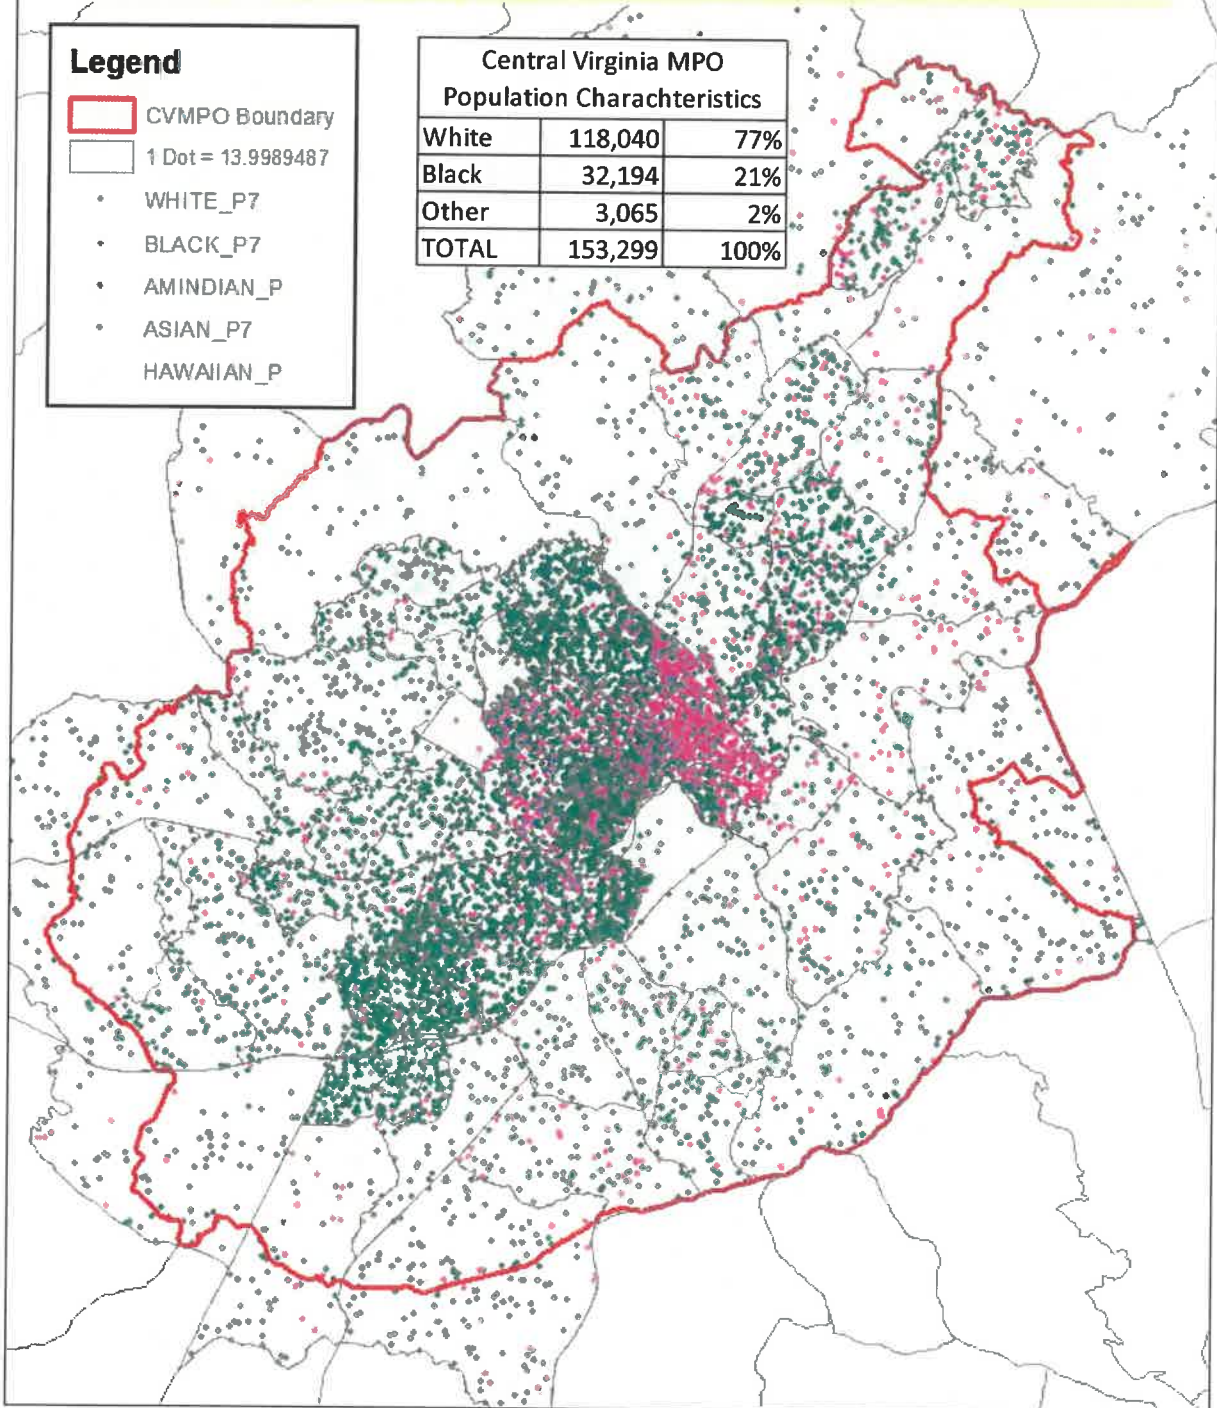 Legend
CVMPO Boundary
1 Dot = 13.9989487
WHITE_P7
BLACK_P7
AMINDIAN_P
ASIAN_P7
HAWAIIAN_P
Central Virginia MPO
Population Charachteristics
White 118,040 77%
Black 32,194 21%
Other 3,065 2%
TOTAL 153,299 100%